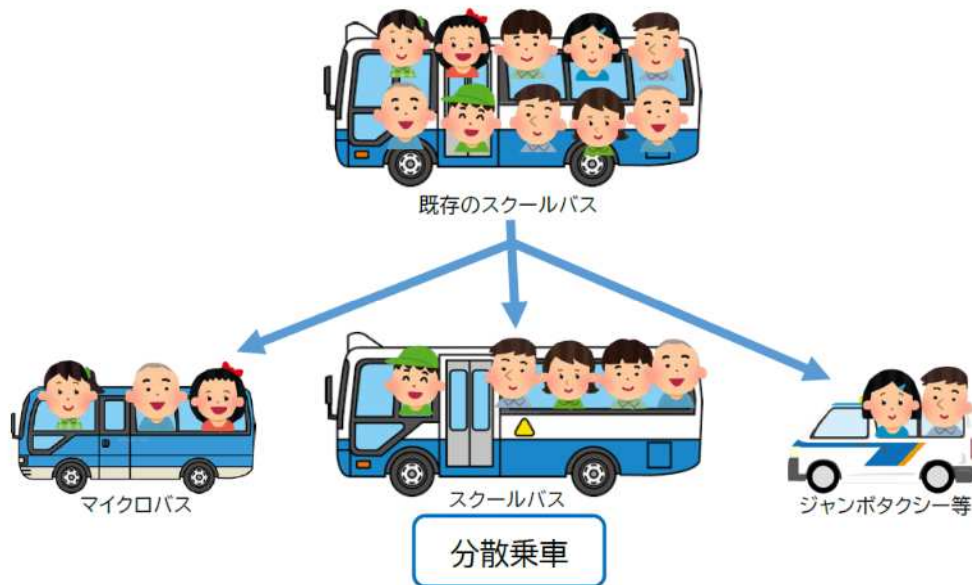 既存のスクールバス
マイクロバス
スクールバス
ジャンボタクシー等
分散乗車